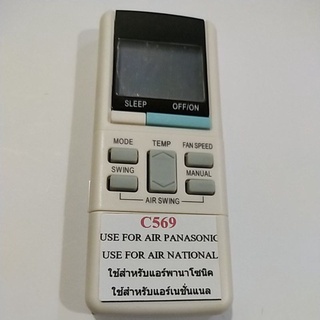 SLEEP OFF/ON
MODE TEMP FAN SPEED
SWING MANUAL
AIR SWING
C569
USE FOR AIR PANASONIC
USE FOR AIR NATIONAL
ใช้สำหรับแอร์พานาโซนิค
ใช้สำหรับแอร์เนชั่นแนล